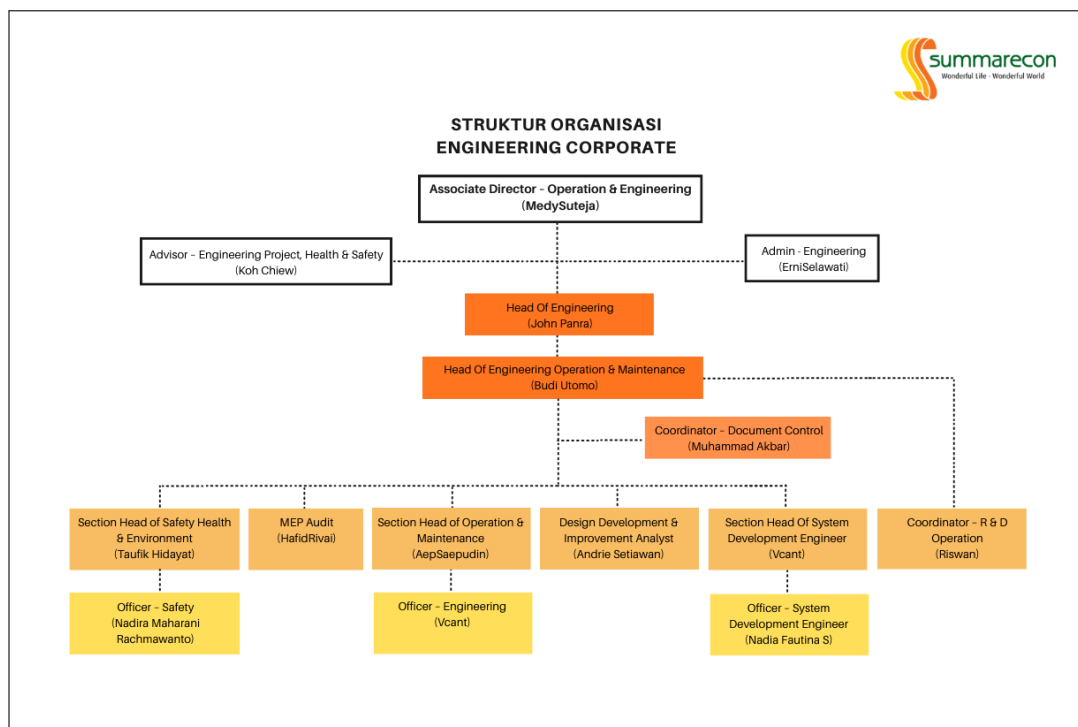 summarecon
Wonderful Life - Wonderful World
STRUKTUR ORGANISASI
ENGINEERING CORPORATE
Associate Director – Operation & Engineering
(MedySuteja)
Advisor – Engineering Project, Health & Safety
(Koh Chiew)
Admin - Engineering
(ErniSelawati)
Head Of Engineering
(John Panra)
Head Of Engineering Operation & Maintenance
(Budi Utomo)
Coordinator – Document Control
(Muhammad Akbar)
Section Head of Safety Health
& Environment
(Taufik Hidayat)
MEP Audit
(HafidRivai)
Section Head of Operation &
Maintenance
(AepSaepudin)
Design Development &
Improvement Analyst
(Andrie Setiawan)
Section Head Of System
Development Engineer
(Vcant)
Coordinator – R & D
Operation
(Riswan)
Officer – Safety
(Nadira Maharani
Rachmawanto)
Officer – Engineering
(Vcant)
Officer – System
Development Engineer
(Nadia Fautina S)